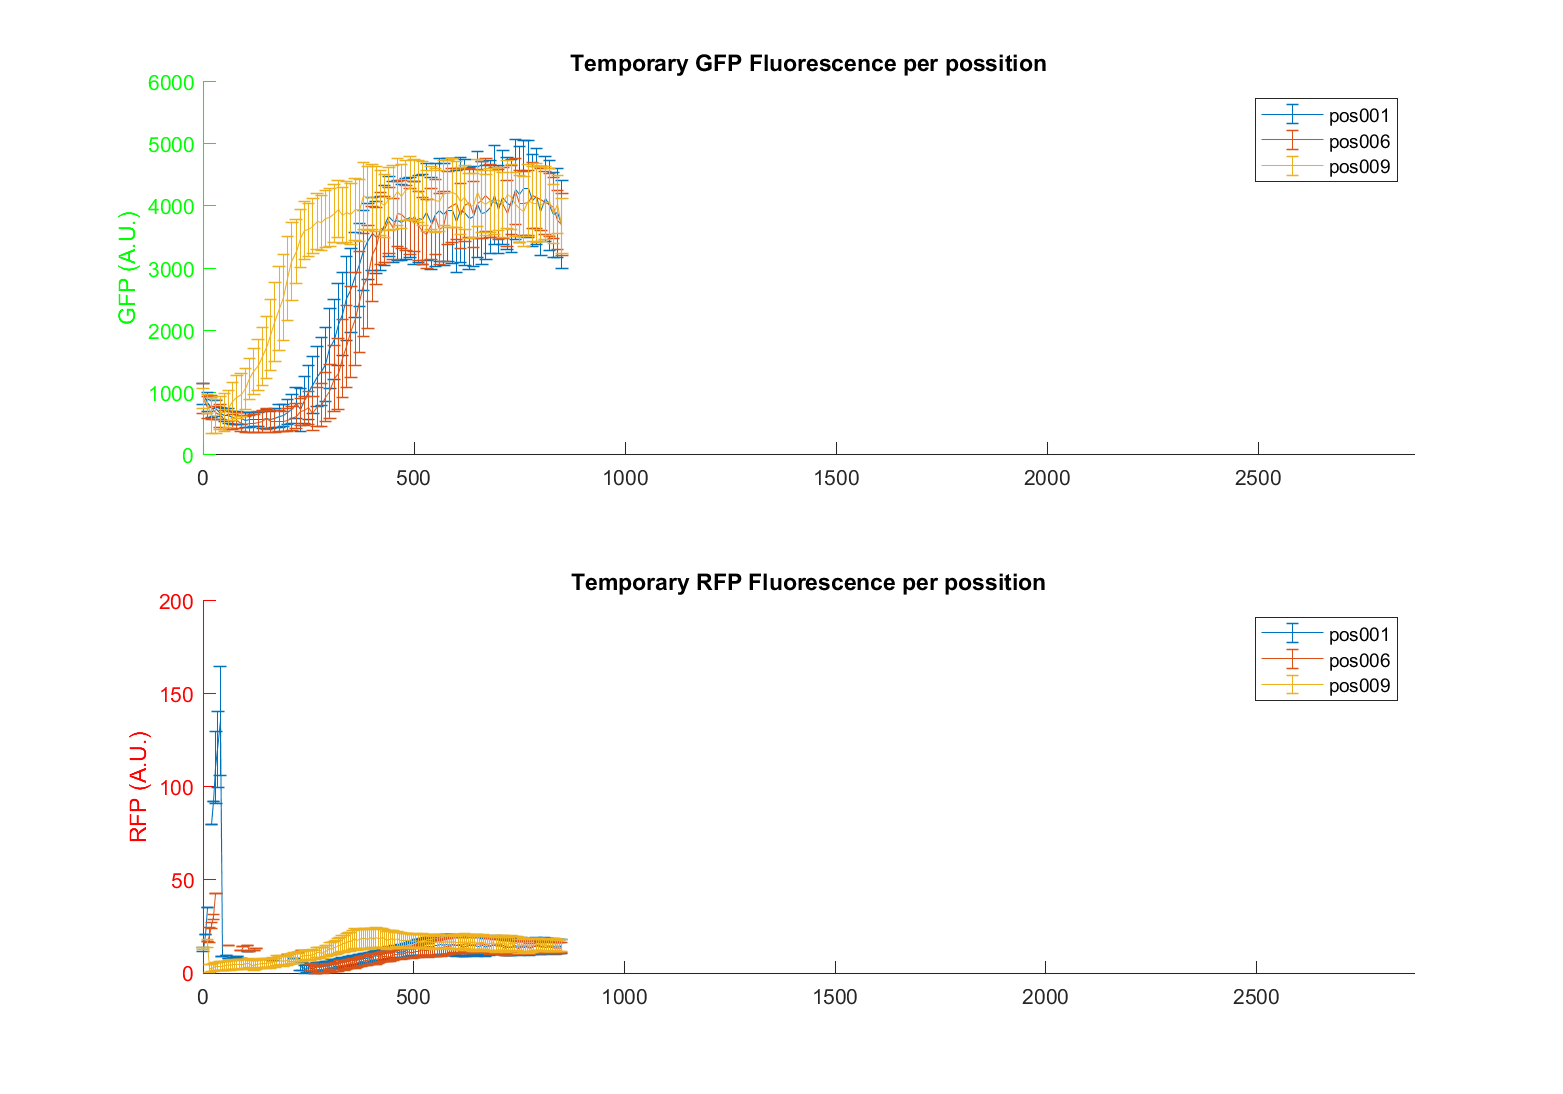 Temporary GFP Fluorescence per possition
6000
5000
4000
3000
2000
1000
0
GFP (A.U.)
0 500 1000 1500 2000 2500
pos001
pos006
pos009
Temporary RFP Fluorescence per possition
200
150
100
50
0
RFP (A.U.)
0 500 1000 1500 2000 2500
pos001
pos006
pos009